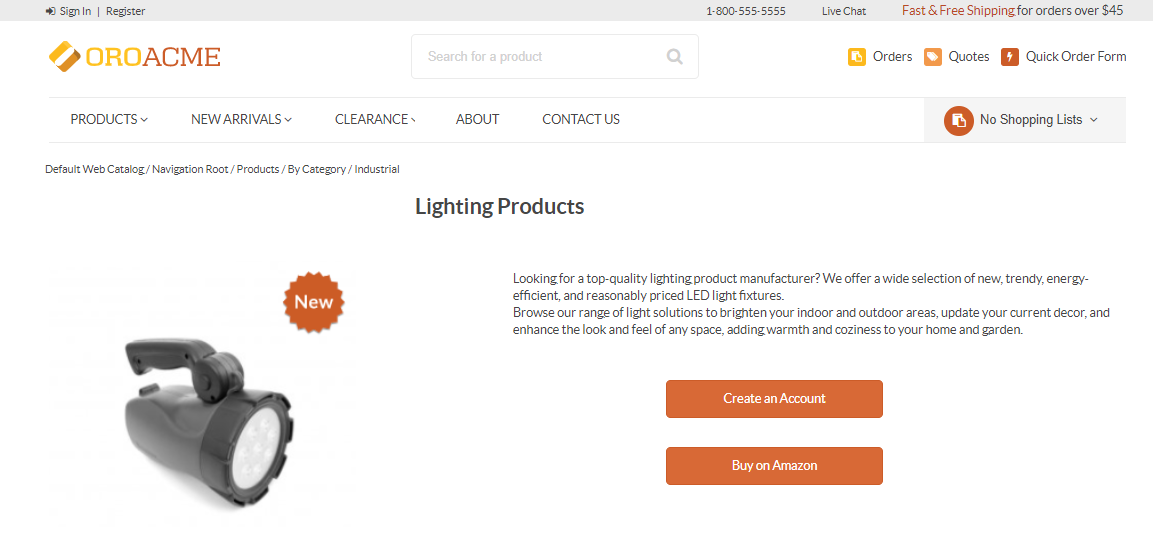 Sign In | Register
1-800-555-5555
Live Chat
Fast & Free Shipping for orders over $45
OROACME
Search for a product
Orders
Quotes
Quick Order Form
PRODUCTS
NEW ARRIVALS
CLEARANCE
ABOUT
CONTACT US
No Shopping Lists
Default Web Catalog / Navigation Root / Products / By Category / Industrial
Lighting Products
New
Looking for a top-quality lighting product manufacturer? We offer a wide selection of new, trendy, energy-
efficient, and reasonably priced LED light fixtures.
Browse our range of light solutions to brighten your indoor and outdoor areas, update your current decor, and
enhance the look and feel of any space, adding warmth and coziness to your home and garden.
Create an Account
Buy on Amazon